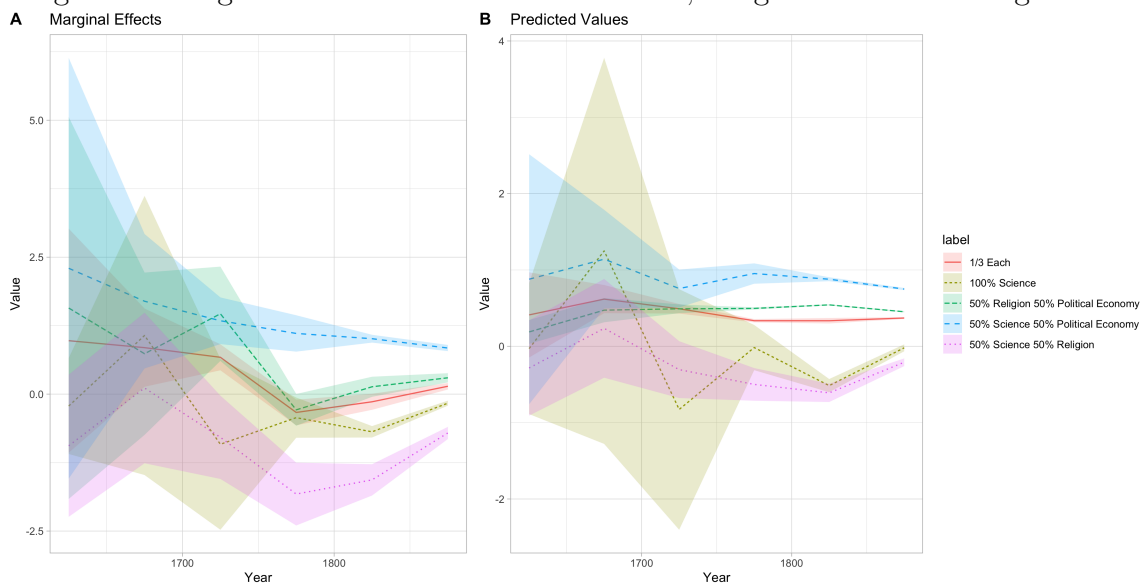 A Marginal Effects
B Predicted Values
5.0
2.5
0.0
-2.5
Value
1700
1800
Year
4
2
0
-2
Value
1700
1800
Year
label
1/3 Each
100% Science
50% Religion 50% Political Economy
50% Science 50% Political Economy
50% Science 50% Religion